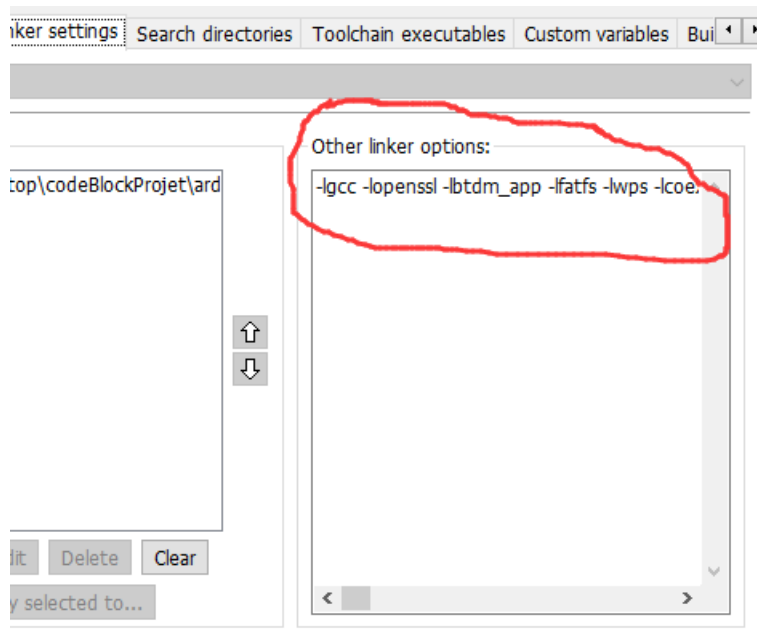 nker settings Search directories Toolchain executables Custom variables Bui
Other linker options:
top\codeBlockProjet\ard
-lgcc -lopenssl -lbtdm_app -lfatfs -lwps -lcoex
dit Delete Clear
y selected to...